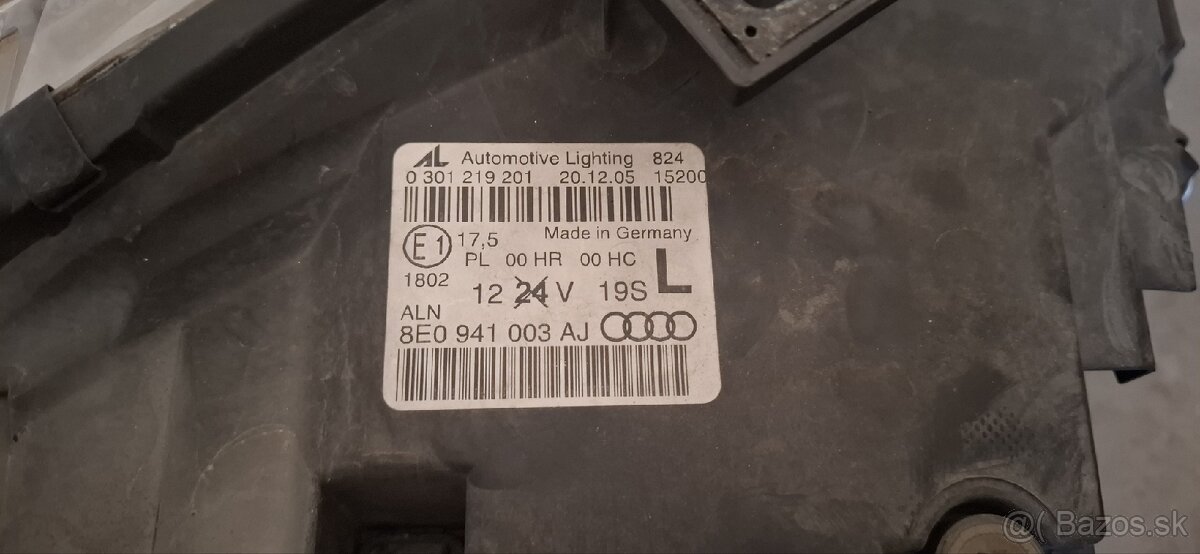 AL Automotive Lighting 824
0 301 219 201 20.12.05 15200
Made in Germany
E1 17,5
PL 00 HR 00 HC
1802
12 24 V 19S L
ALN
8E0 941 003 AJ
@( Bazos.sk